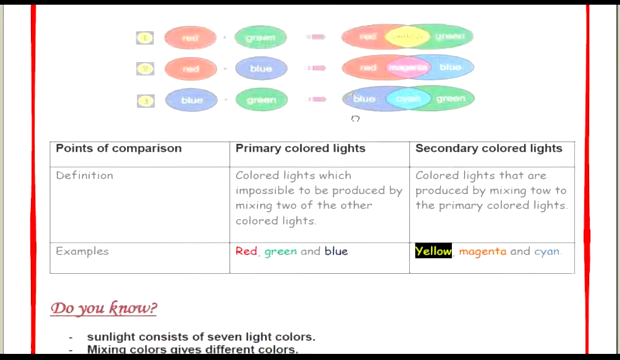 1 red + green = red yellow green
2 red + blue = red magenta blue
3 blue + green = blue cyan green
Points of comparison Primary colored lights Secondary colored lights
Definition Colored lights which Colored lights that are
impossible to be produced by produced by mixing tow to
mixing two of the other the primary colored lights.
colored lights.
Examples Red, green and blue Yellow, magenta and cyan.
Do you know?
- sunlight consists of seven light colors.
- Mixing colors gives different colors.